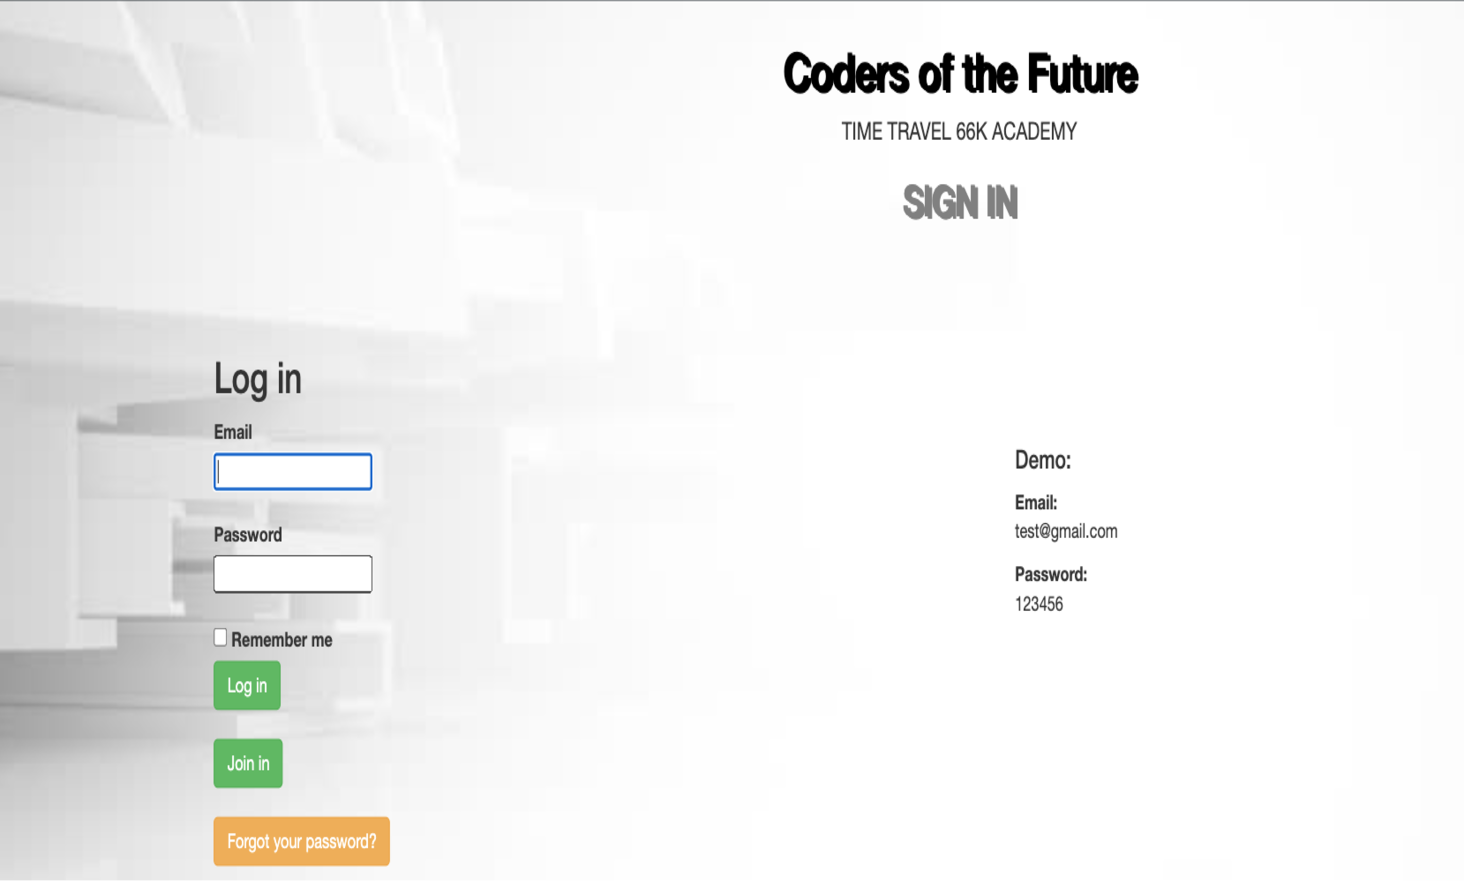 Coders of the Future
TIME TRAVEL 66K ACADEMY
SIGN IN
Log in
Email
Password
Remember me
Log in
Join in
Forgot your password?
Demo:
Email:
test@gmail.com
Password:
123456